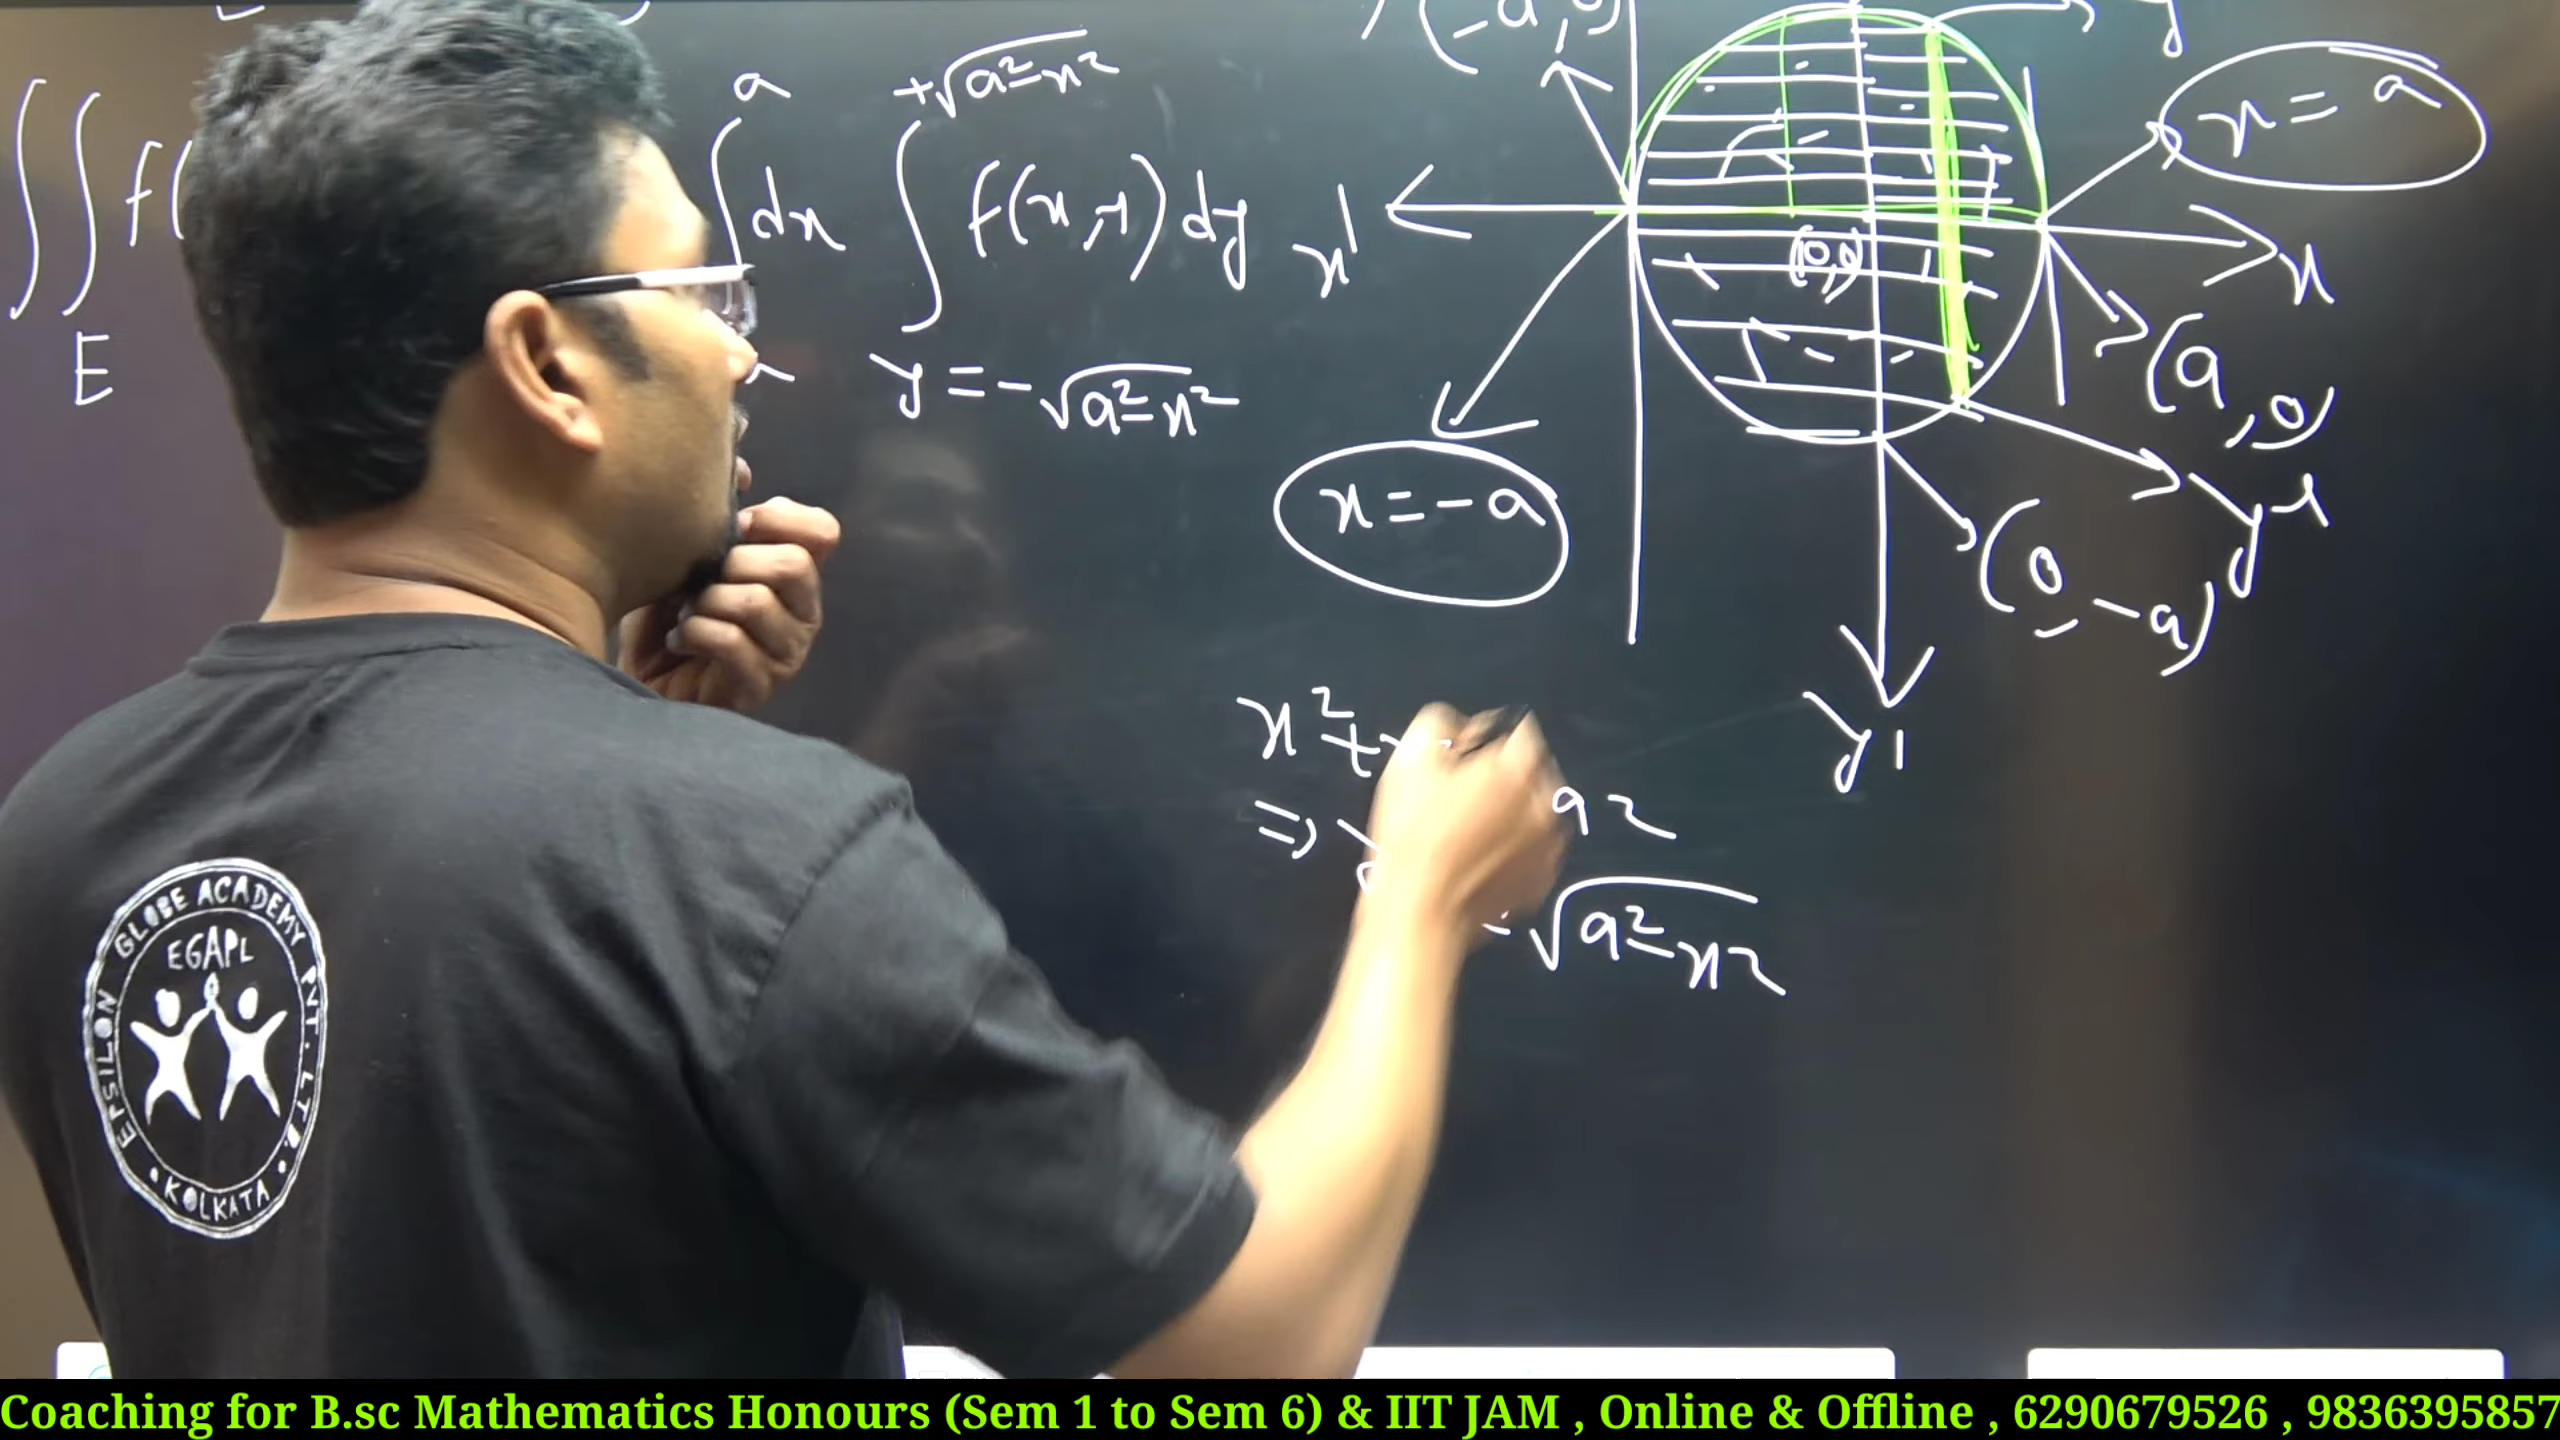 ∬ f(
E
a
∫ dx
+√a²-x²
∫ f(x,y) dy
y = -√a²-x²
(-a,0)
x = a
x'
x
(0,0)
(a,0)
x = -a
(0,-a)
y'
x² +
⇒ y
a²
√a²-x²
EPSILON GLOBE ACADEMY PVT. LTD.
EGAPL
• KOLKATA •
Coaching for B.sc Mathematics Honours (Sem 1 to Sem 6) & IIT JAM , Online & Offline , 6290679526 , 9836395857